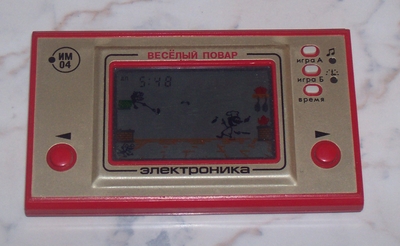 ИМ
04
ВЕСЁЛЫЙ ПОВАР
5:48
игра А
игра Б
время
электроника